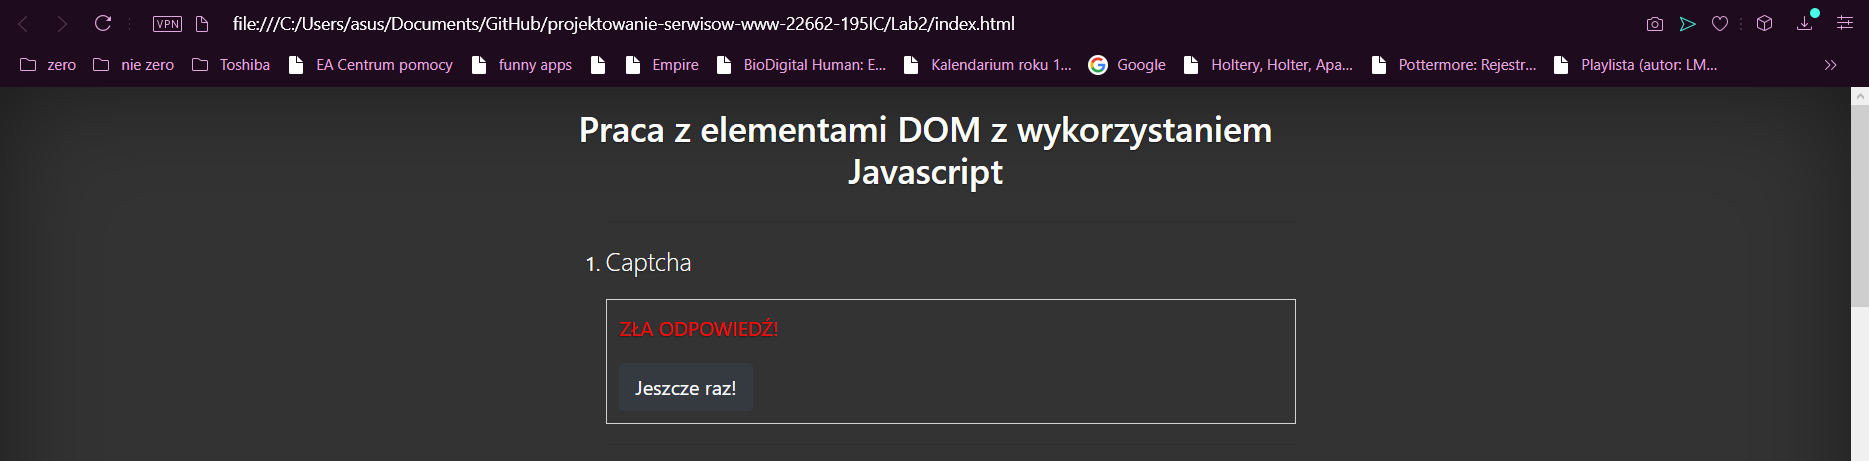 VPN file:///C:/Users/asus/Documents/GitHub/projektowanie-serwisow-www-22662-195IC/Lab2/index.html
zero nie zero Toshiba EA Centrum pomocy funny apps Empire BioDigital Human: E... Kalendarium roku 1... Google Holtery, Holter, Apa... Pottermore: Rejestr... Playlista (autor: LM...
Praca z elementami DOM z wykorzystaniem
Javascript
1. Captcha
ZŁA ODPOWIEDŹ!
Jeszcze raz!